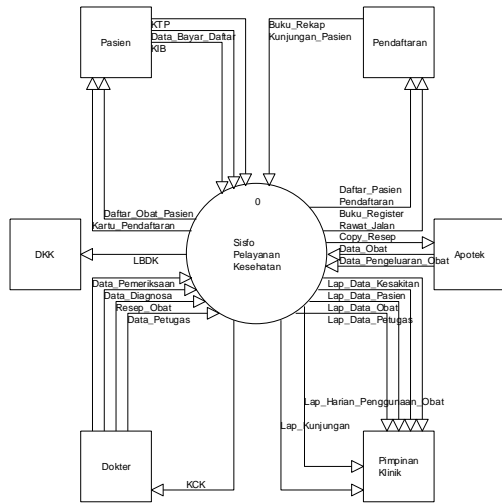 KTP
Data_Bayar_Daftar
KIB
Pasien
Buku_Rekap
Kunjungan_Pasien
Pendaftaran
0
Sisfo
Pelayanan
Kesehatan
Daftar_Obat_Pasien
Kartu_Pendaftaran
Daftar_Pasien
Pendaftaran
Buku_Register
Rawat_Jalan
Copy_Resep
Data_Obat
Data_Pengeluaran_Obat
DKK
LBDK
Apotek
Data_Pemeriksaan
Data_Diagnosa
Resep_Obat
Data_Petugas
Lap_Data_Kesakitan
Lap_Data_Pasien
Lap_Data_Obat
Lap_Data_Petugas
Lap_Harian_Penggunaan_Obat
Lap_Kunjungan
Dokter
KCK
Pimpinan
Klinik